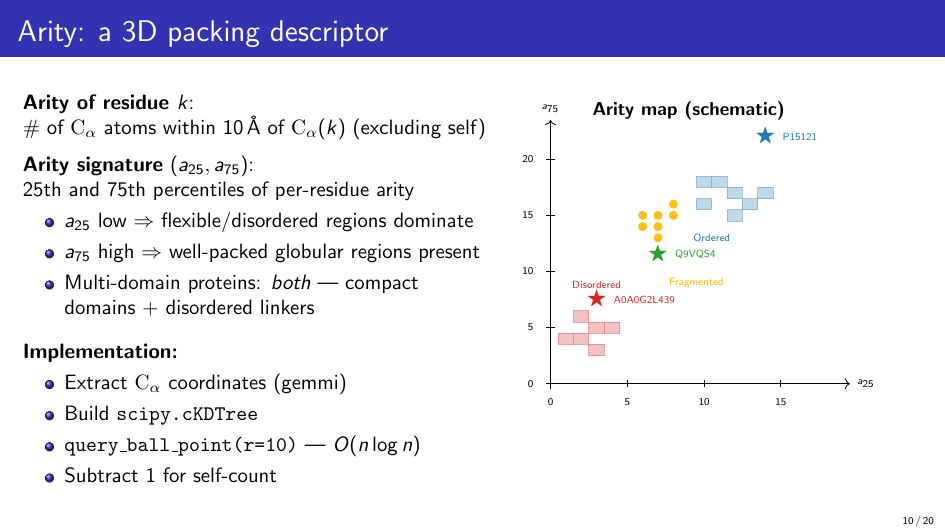 Arity: a 3D packing descriptor
Arity of residue k:
# of Cα atoms within 10 Å of Cα(k) (excluding self)
Arity signature (a25, a75):
25th and 75th percentiles of per-residue arity
a25 low ⇒ flexible/disordered regions dominate
a75 high ⇒ well-packed globular regions present
Multi-domain proteins: both — compact
domains + disordered linkers
Implementation:
Extract Cα coordinates (gemmi)
Build scipy.cKDTree
query_ball_point(r=10) — O(n log n)
Subtract 1 for self-count
a75
Arity map (schematic)
P15121
20
15
Ordered
Q9VQS4
10
Disordered
Fragmented
A0A0G2L439
5
0
a25
0
5
10
15
10 / 20